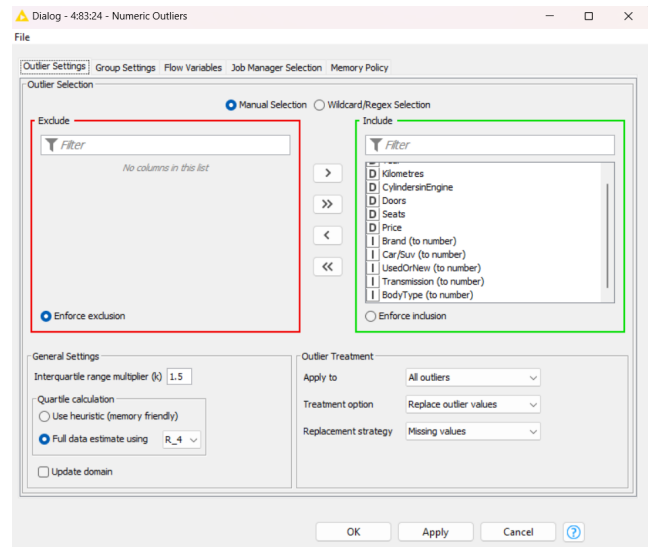 Dialog - 4:83:24 - Numeric Outliers
File
Outlier Settings Group Settings Flow Variables Job Manager Selection Memory Policy
Outlier Selection
Manual Selection Wildcard/Regex Selection
Exclude
Filter
No columns in this list
Enforce exclusion
>
>>
<
<<
Include
Filter
D Kilometres
D CylindersinEngine
D Doors
D Seats
D Price
I Brand (to number)
I Car/Suv (to number)
I UsedOrNew (to number)
I Transmission (to number)
I BodyType (to number)
Enforce inclusion
General Settings
Interquartile range multiplier (k) 1.5
Quartile calculation
Use heuristic (memory friendly)
Full data estimate using R_4
Update domain
Outlier Treatment
Apply to All outliers
Treatment option Replace outlier values
Replacement strategy Missing values
OK Apply Cancel ?